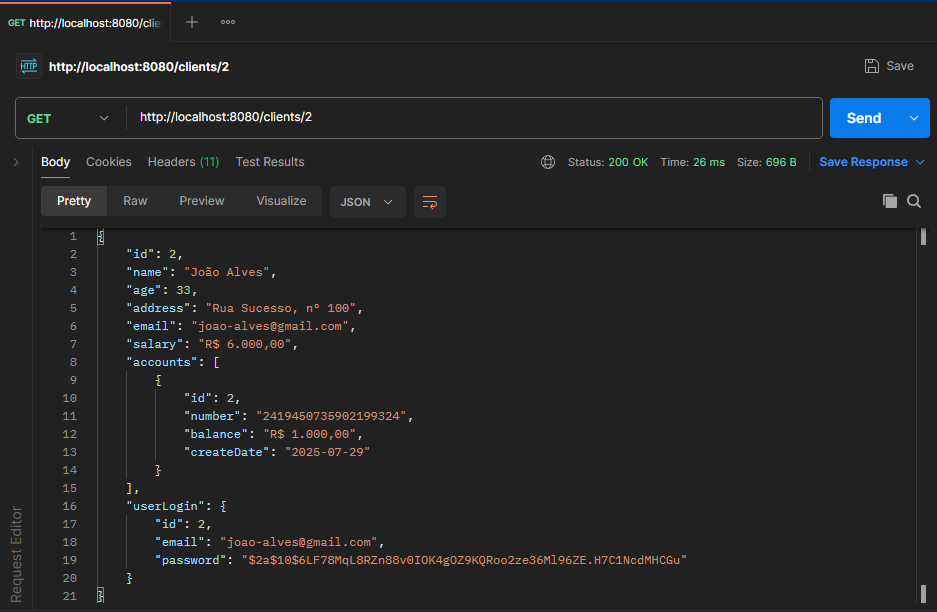 GET http://localhost:8080/clie
http://localhost:8080/clients/2
Save
GET http://localhost:8080/clients/2 Send
Body Cookies Headers (11) Test Results Status: 200 OK Time: 26 ms Size: 696 B Save Response
Pretty Raw Preview Visualize JSON
1 {
2 "id": 2,
3 "name": "João Alves",
4 "age": 33,
5 "address": "Rua Sucesso, n° 100",
6 "email": "joao-alves@gmail.com",
7 "salary": "R$ 6.000,00",
8 "accounts": [
9 {
10 "id": 2,
11 "number": "2419450735902199324",
12 "balance": "R$ 1.000,00",
13 "createDate": "2025-07-29"
14 }
15 ],
16 "userLogin": {
17 "id": 2,
18 "email": "joao-alves@gmail.com",
19 "password": "$2a$10$6LF78MqL8RZn88v0IOK4gOZ9KQRoo2ze36Ml96ZE.H7C1NcdMHCGu"
20 }
21 }
Request Editor
HTTP